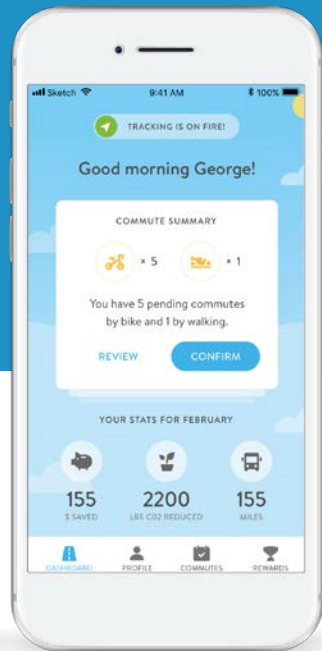 Sketch 9:41 AM 100%
TRACKING IS ON FIRE!
Good morning George!
COMMUTE SUMMARY
× 5 × 1
You have 5 pending commutes
by bike and 1 by walking.
REVIEW CONFIRM
YOUR STATS FOR FEBRUARY
155 2200 155
$ SAVED LBS CO2 REDUCED MILES
DASHBOARD PROFILE COMMUTES REWARDS